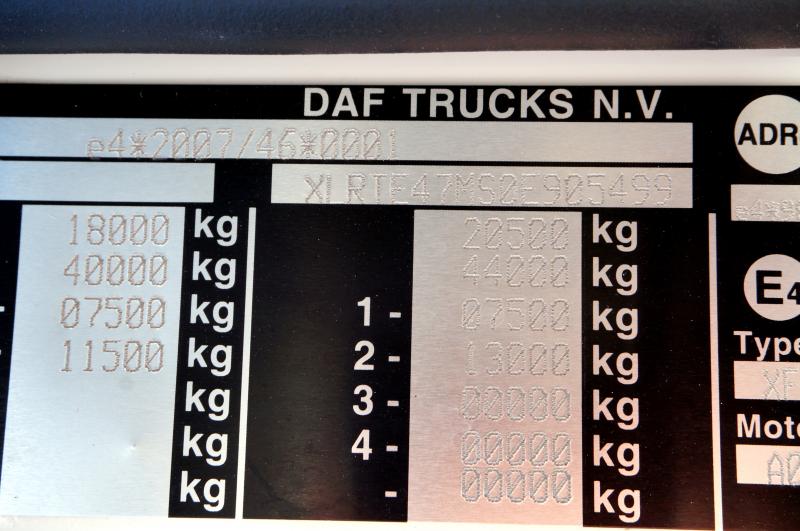 DAF TRUCKS N.V.
ADR
e4*2007/46*0001
XLRTE47MS0E905499
18000 kg 20500 kg
40000 kg 44000 kg
07500 kg 1 - 07500 kg
11500 kg 2 - 13000 kg
kg 3 - 00000 kg
kg 4 - 00000 kg
kg - 00000 kg
E4
Type
XF
Moto
A0